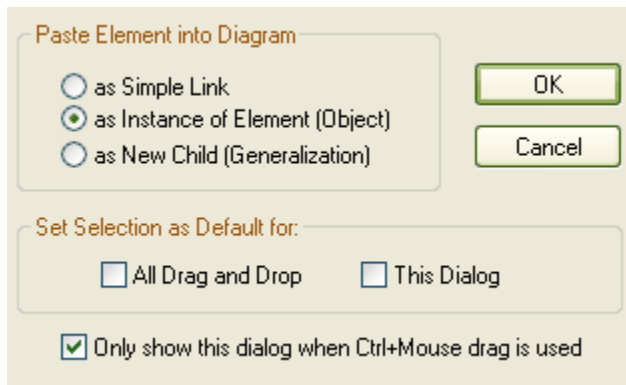 Paste Element into Diagram
as Simple Link
OK
as Instance of Element (Object)
as New Child (Generalization)
Cancel
Set Selection as Default for:
All Drag and Drop This Dialog
Only show this dialog when Ctrl+Mouse drag is used